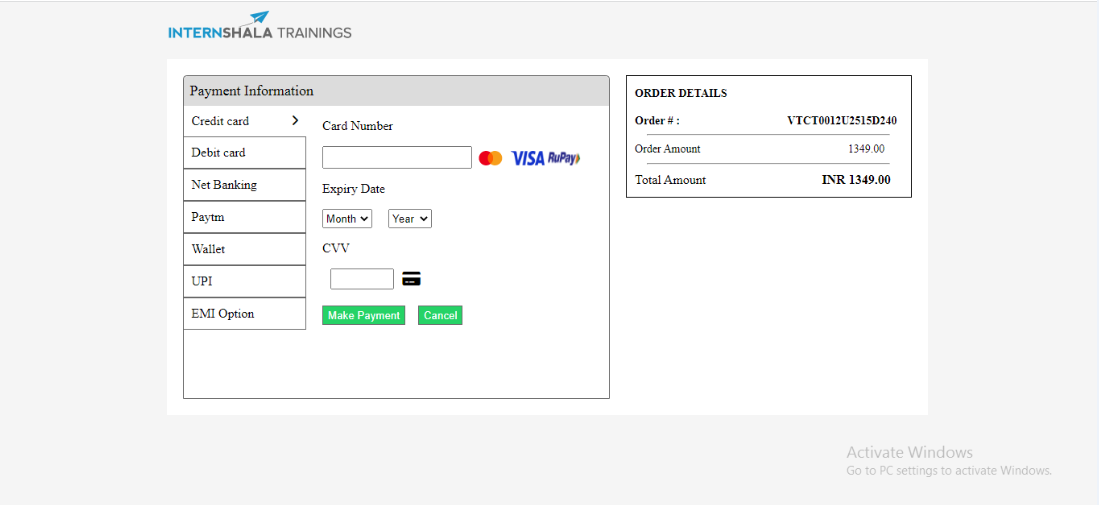 INTERNSHALA TRAININGS
Payment Information
Credit card
Debit card
Net Banking
Paytm
Wallet
UPI
EMI Option
Card Number
VISA RuPay
Expiry Date
Month Year
CVV
Make Payment Cancel
ORDER DETAILS
Order # : VTCT0012U2515D240
Order Amount 1349.00
Total Amount INR 1349.00
Activate Windows
Go to PC settings to activate Windows.